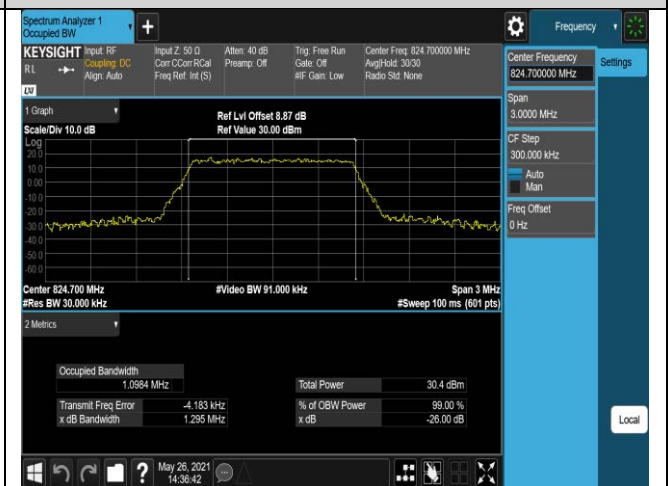 Spectrum Analyzer 1
Occupied BW
+
Frequency
KEYSIGHT
RL
LXI
Input: RF
Coupling: DC
Align: Auto
Input Z: 50 Ω
Corr CCorr RCal
Freq Ref: Int (S)
Atten: 40 dB
Preamp: Off
Trig: Free Run
Gate: Off
#IF Gain: Low
Center Freq: 824.700000 MHz
Avg|Hold: 30/30
Radio Std: None
Center Frequency
824.700000 MHz
Settings
Span
3.0000 MHz
CF Step
300.000 kHz
Auto
Man
Freq Offset
0 Hz
Local
1 Graph
Scale/Div 10.0 dB
Ref Lvl Offset 8.87 dB
Ref Value 30.00 dBm
Log
20.0
10.0
0.00
-10.0
-20.0
-30.0
-40.0
-50.0
-60.0
Center 824.700 MHz
#Video BW 91.000 kHz
Span 3 MHz
#Res BW 30.000 kHz
#Sweep 100 ms (601 pts)
2 Metrics
Occupied Bandwidth
1.0984 MHz
Total Power 30.4 dBm
Transmit Freq Error -4.183 kHz
% of OBW Power 99.00 %
x dB Bandwidth 1.295 MHz
x dB -26.00 dB
?
May 26, 2021
14:36:42